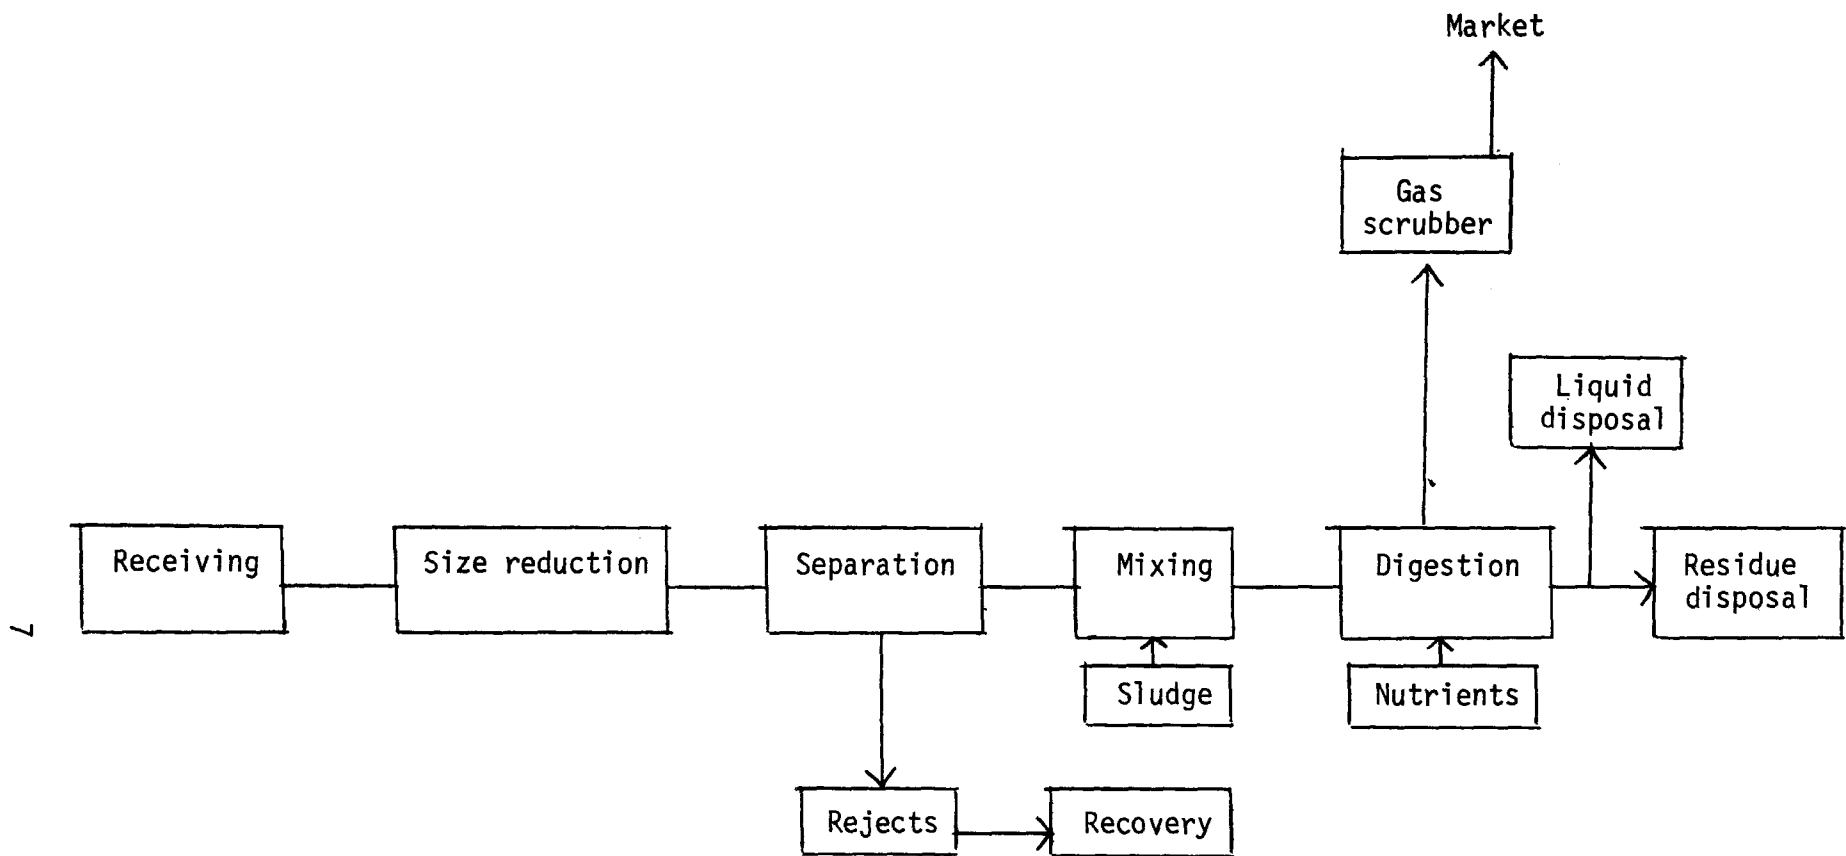 Market
Gas
scrubber
Liquid
disposal
Receiving
Size reduction
Separation
Mixing
Digestion
Residue
disposal
Sludge
Nutrients
Rejects
Recovery
7